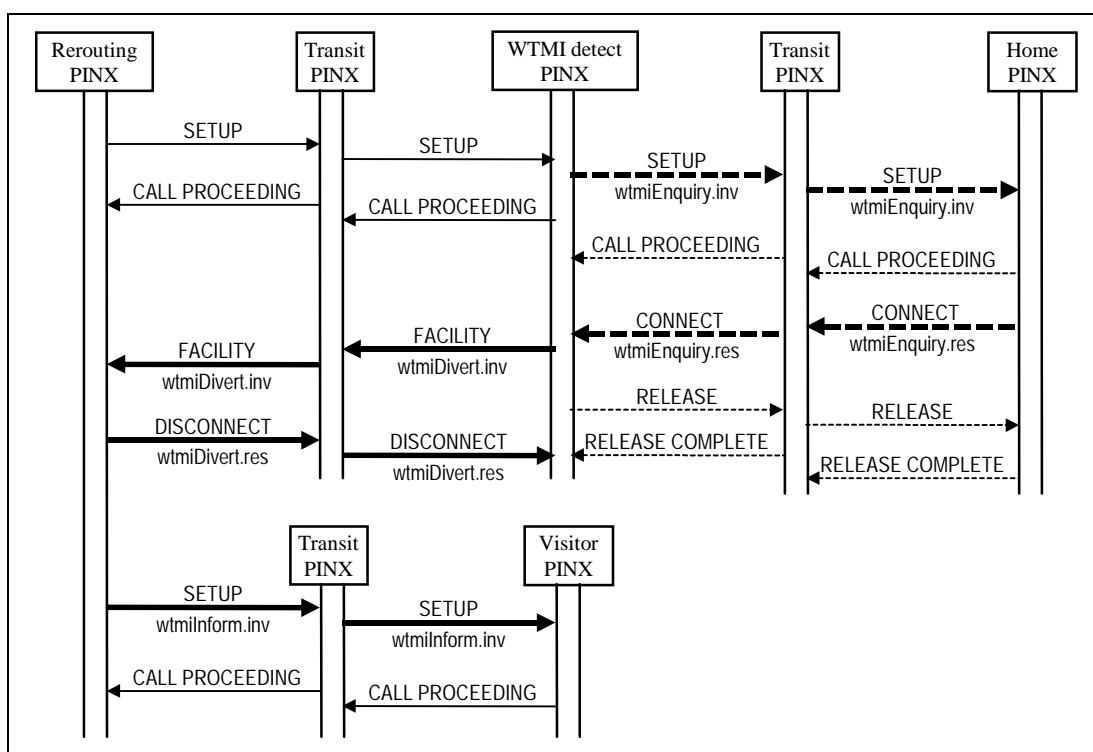 Rerouting
PINX
Transit
PINX
WTMI detect
PINX
Transit
PINX
Home
PINX
SETUP
SETUP
SETUP
wtmiEnquiry.inv
SETUP
wtmiEnquiry.inv
CALL PROCEEDING
CALL PROCEEDING
CALL PROCEEDING
CALL PROCEEDING
CONNECT
wtmiEnquiry.res
CONNECT
wtmiEnquiry.res
FACILITY
wtmiDivert.inv
FACILITY
wtmiDivert.inv
RELEASE
RELEASE
DISCONNECT
wtmiDivert.res
DISCONNECT
wtmiDivert.res
RELEASE COMPLETE
RELEASE COMPLETE
Transit
PINX
Visitor
PINX
SETUP
wtmiInform.inv
SETUP
wtmiInform.inv
CALL PROCEEDING
CALL PROCEEDING